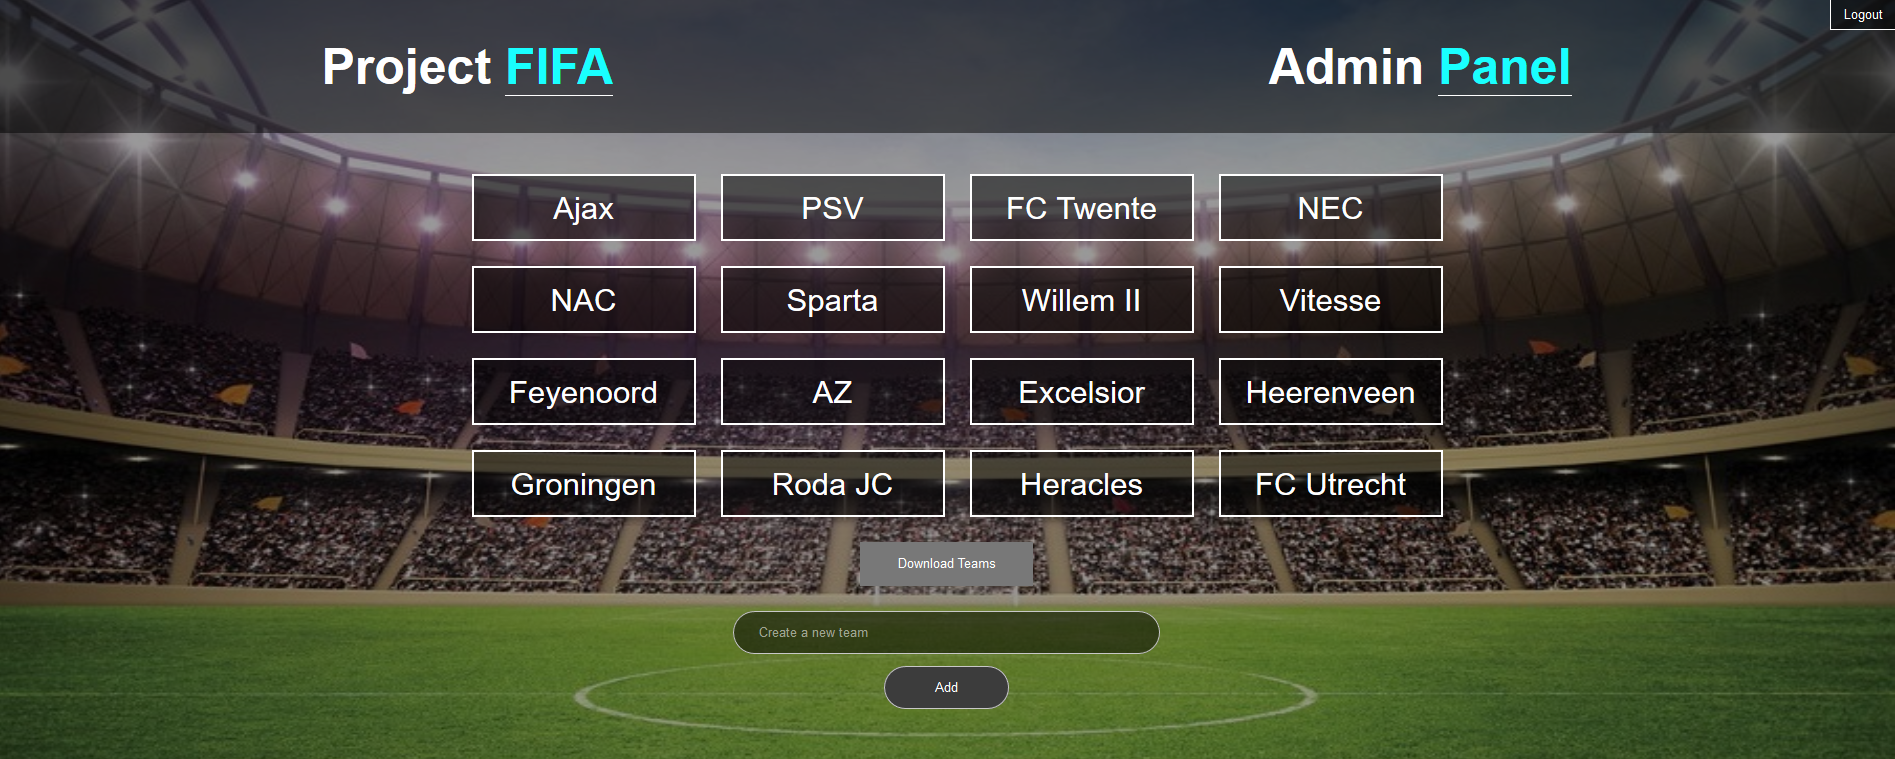 Logout
Project FIFA
Admin Panel
Ajax
PSV
FC Twente
NEC
NAC
Sparta
Willem II
Vitesse
Feyenoord
AZ
Excelsior
Heerenveen
Groningen
Roda JC
Heracles
FC Utrecht
Download Teams
Create a new team
Add